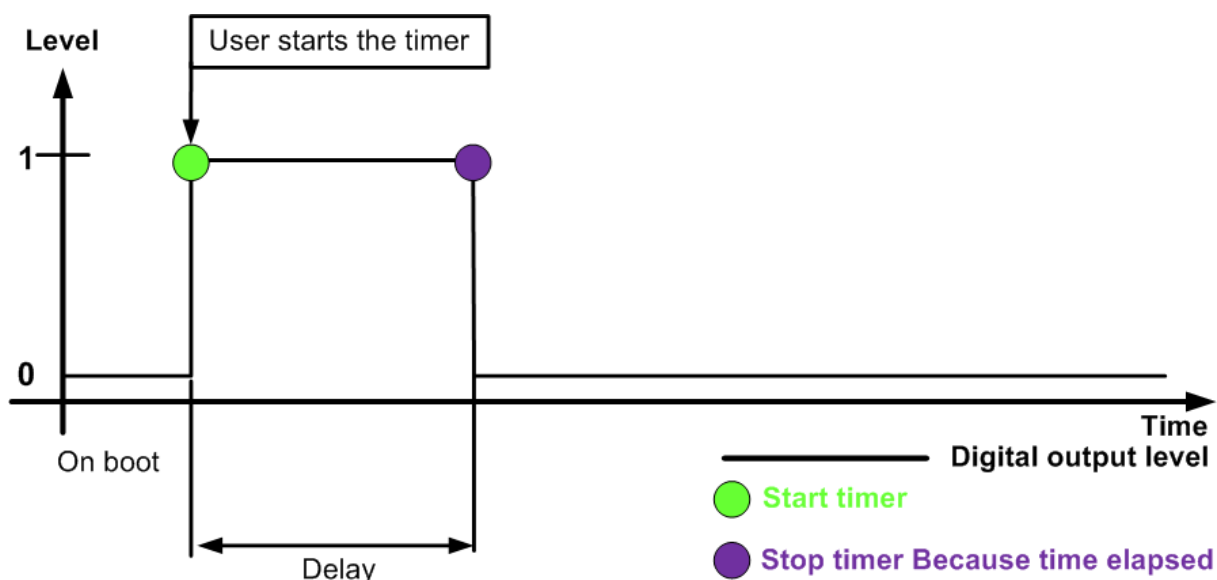 Level
User starts the timer
1
0
Time
On boot
Digital output level
Start timer
Stop timer Because time elapsed
Delay